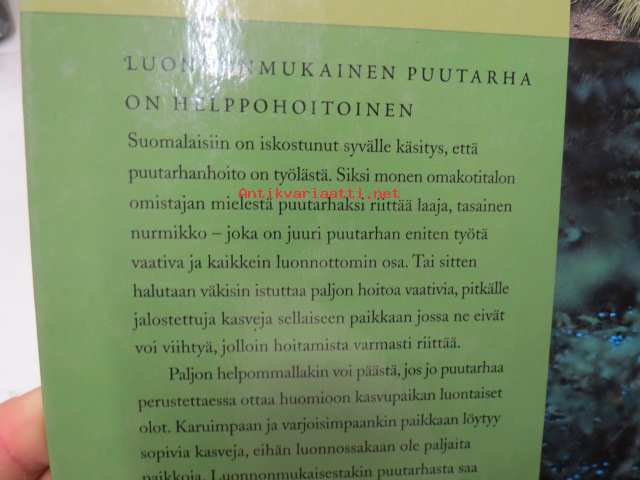 LUONNONMUKAINEN PUUTARHA
ON HELPPOHOITOINEN
Suomalaisiin on iskostunut syvälle käsitys, että
puutarhanhoito on työlästä. Siksi monen omakotitalon
Antikvariaatti.net
omistajan mielestä puutarhaksi riittää laaja, tasainen
nurmikko – joka on juuri puutarhan eniten työtä
vaativa ja kaikkein luonnottomin osa. Tai sitten
halutaan väkisin istuttaa paljon hoitoa vaativia, pitkälle
jalostettuja kasveja sellaiseen paikkaan jossa ne eivät
voi viihtyä, jolloin hoitamista varmasti riittää.
Paljon helpommallakin voi päästä, jos jo puutarhaa
perustettaessa ottaa huomioon kasvupaikan luontaiset
olot. Karuimpaan ja varjoisimpaankin paikkaan löytyy
sopivia kasveja, eihän luonnossakaan ole paljaita
paikkoja. Luonnonmukaisestakin puutarhasta saa